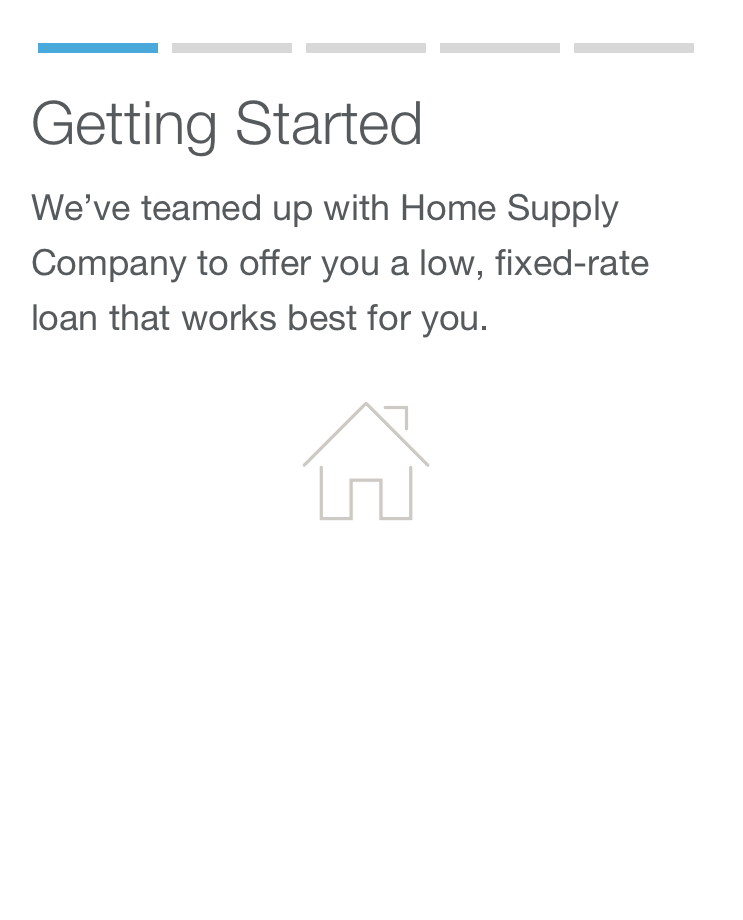 Getting Started
We’ve teamed up with Home Supply
Company to offer you a low, fixed-rate
loan that works best for you.